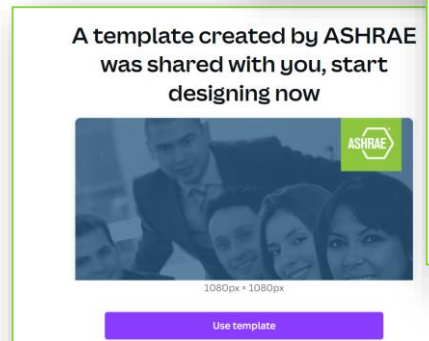 A template created by ASHRAE
was shared with you, start
designing now
ASHRAE
1080px × 1080px
Use template